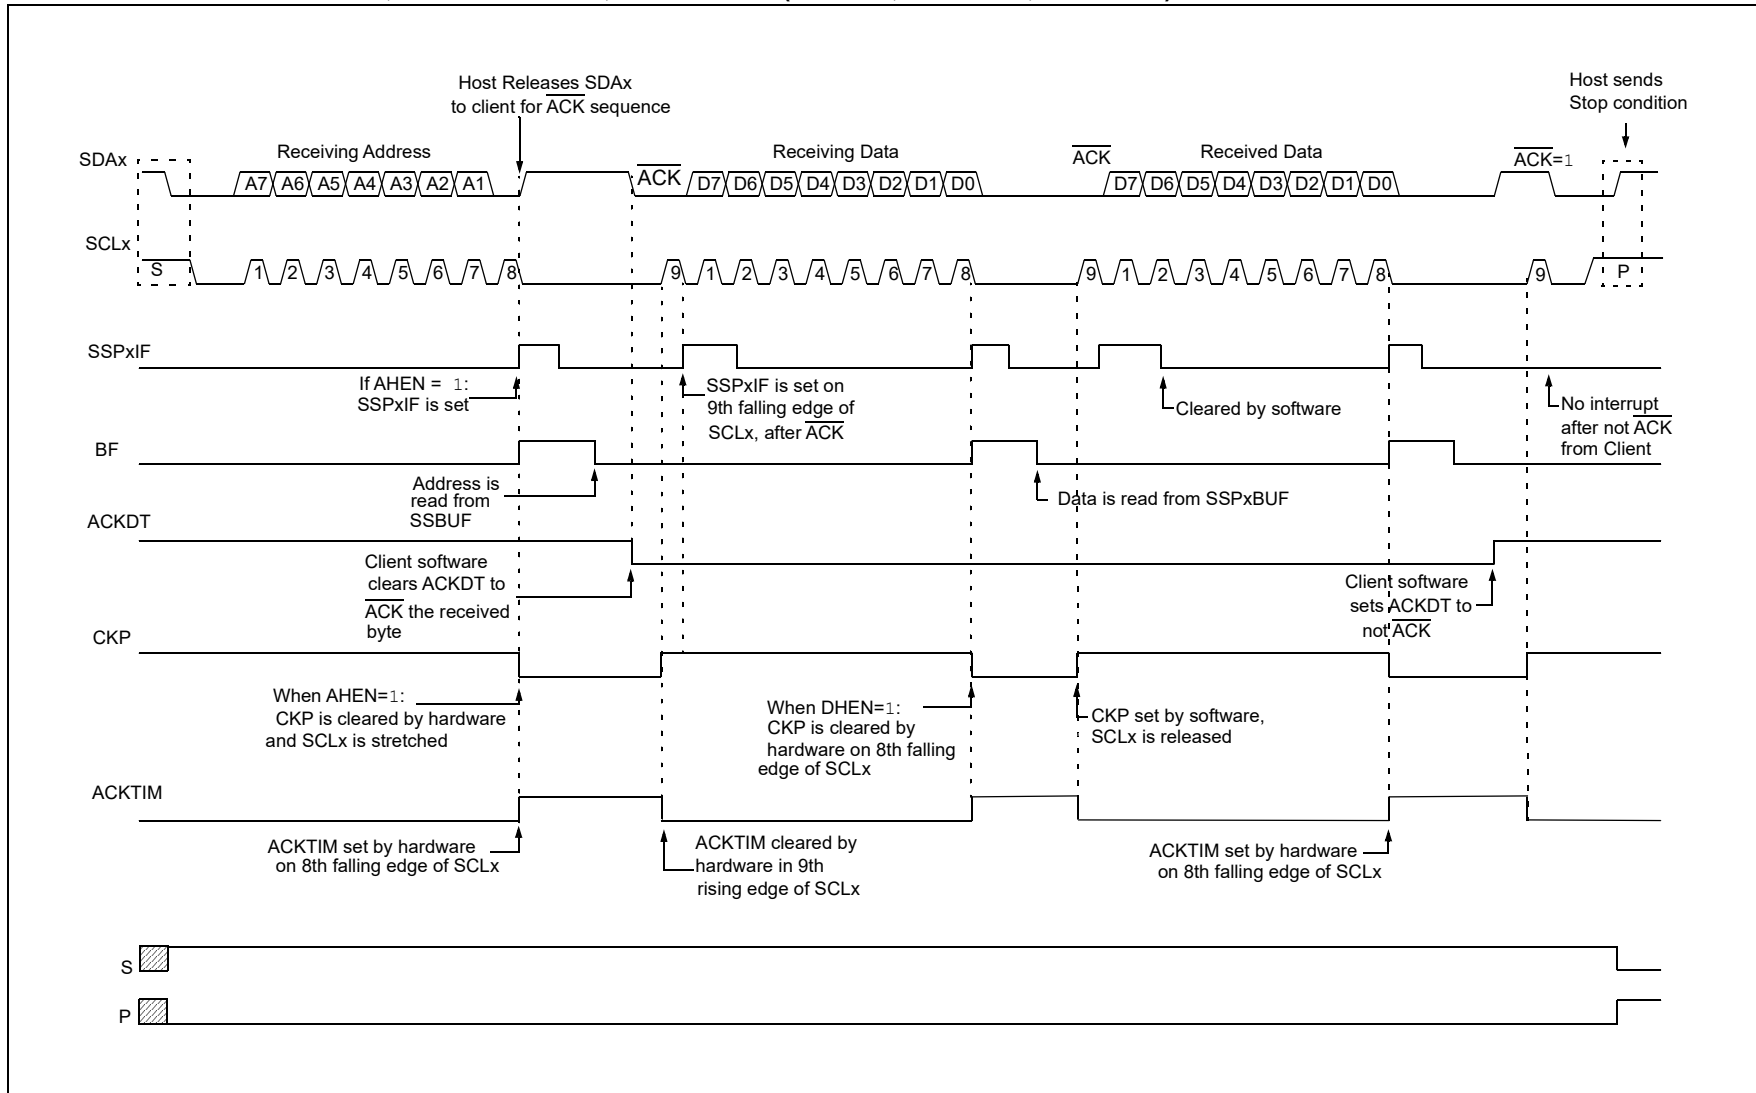 Host Releases SDAx
to client for ACK sequence
Host sends
Stop condition
SDAx
Receiving Address
ACK
Receiving Data
ACK
Received Data
ACK=1
A7 A6 A5 A4 A3 A2 A1
D7 D6 D5 D4 D3 D2 D1 D0
D7 D6 D5 D4 D3 D2 D1 D0
SCLx
S
1 2 3 4 5 6 7 8
9 1 2 3 4 5 6 7 8
9 1 2 3 4 5 6 7 8
9
P
SSPxIF
If AHEN = 1:
SSPxIF is set
SSPxIF is set on
9th falling edge of
SCLx, after ACK
Cleared by software
No interrupt
after not ACK
from Client
BF
Address is
read from
SSBUF
Data is read from SSPxBUF
ACKDT
Client software
clears ACKDT to
ACK the received
byte
Client software
sets ACKDT to
not ACK
CKP
When AHEN=1:
CKP is cleared by hardware
and SCLx is stretched
When DHEN=1:
CKP is cleared by
hardware on 8th falling
edge of SCLx
CKP set by software,
SCLx is released
ACKTIM
ACKTIM set by hardware
on 8th falling edge of SCLx
ACKTIM cleared by
hardware in 9th
rising edge of SCLx
ACKTIM set by hardware
on 8th falling edge of SCLx
S
P